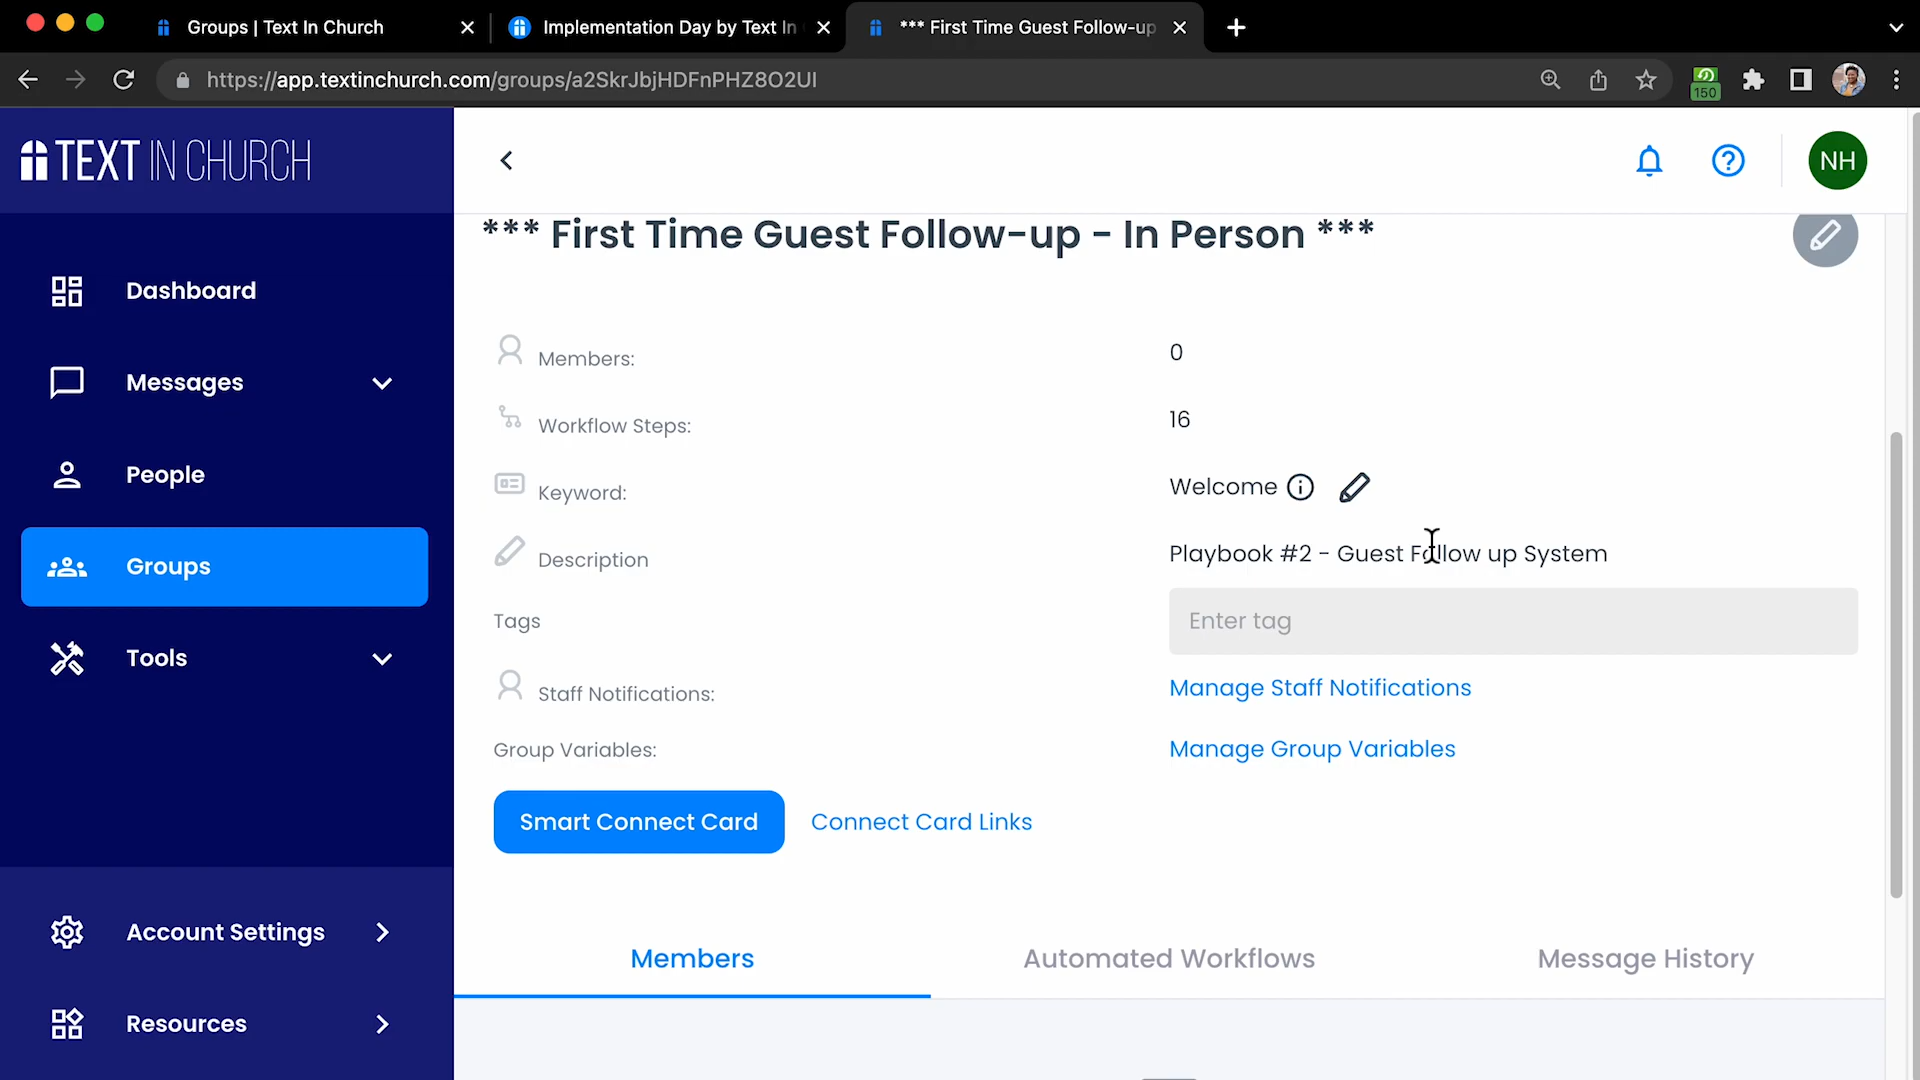 Groups | Text In Church
Implementation Day by Text In
*** First Time Guest Follow-up
https://app.textinchurch.com/groups/a2SkrJbjHDFnPHZ8O2UI
150
TEXT IN CHURCH
NH
*** First Time Guest Follow-up - In Person ***
Dashboard
Messages
People
Groups
Tools
Account Settings
Resources
Members: 0
Workflow Steps: 16
Keyword: Welcome
Description Playbook #2 - Guest Follow up System
Tags Enter tag
Staff Notifications: Manage Staff Notifications
Group Variables: Manage Group Variables
Smart Connect Card Connect Card Links
Members Automated Workflows Message History